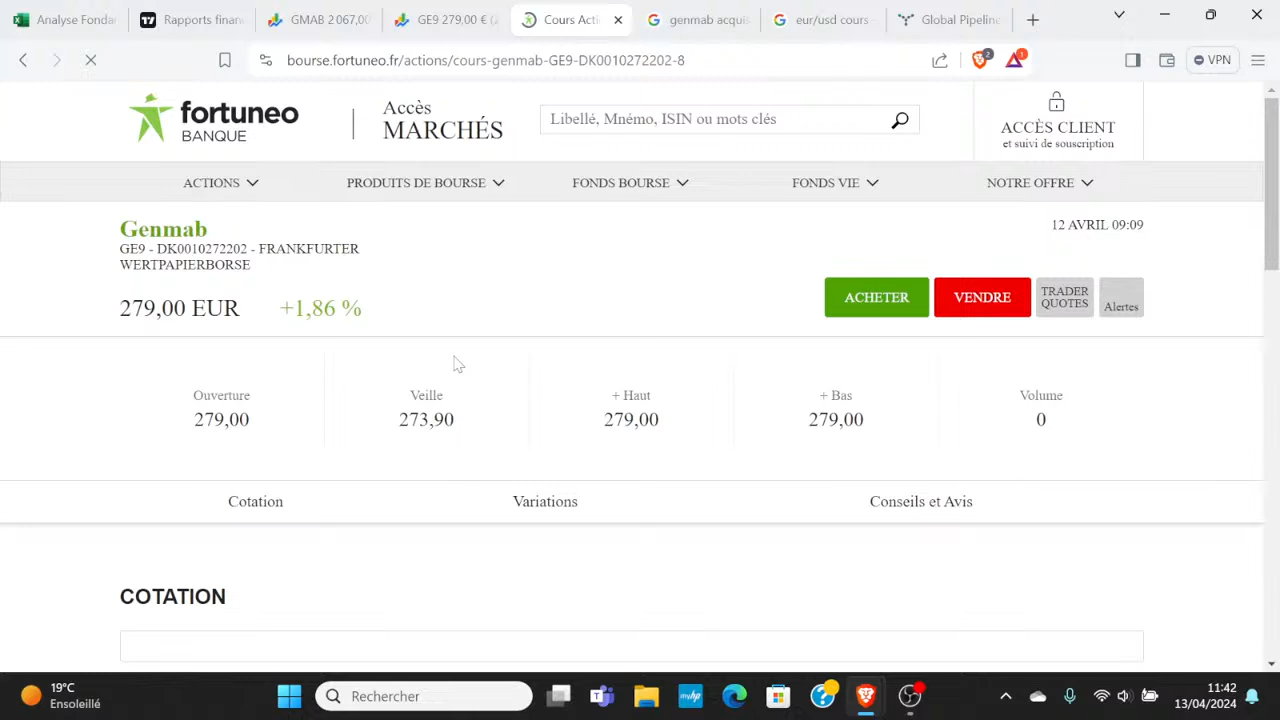 Analyse Fondar
Rapports financ
GMAB 2 067,00
GE9 279,00 € (2
Cours Acti
genmab acquis
eur/usd cours
Global Pipeline
bourse.fortuneo.fr/actions/cours-genmab-GE9-DK0010272202-8
2
1
VPN
fortuneo
BANQUE
Accès
MARCHÉS
Libellé, Mnémo, ISIN ou mots clés
ACCÈS CLIENT
et suivi de souscription
ACTIONS
PRODUITS DE BOURSE
FONDS BOURSE
FONDS VIE
NOTRE OFFRE
Genmab
12 AVRIL 09:09
GE9 - DK0010272202 - FRANKFURTER
WERTPAPIERBORSE
279,00 EUR
+1,86 %
ACHETER
VENDRE
TRADER
QUOTES
Alertes
Ouverture
Veille
+ Haut
+ Bas
Volume
279,00
273,90
279,00
279,00
0
Cotation
Variations
Conseils et Avis
COTATION
19°C
Ensoleillé
Rechercher
11:42
13/04/2024